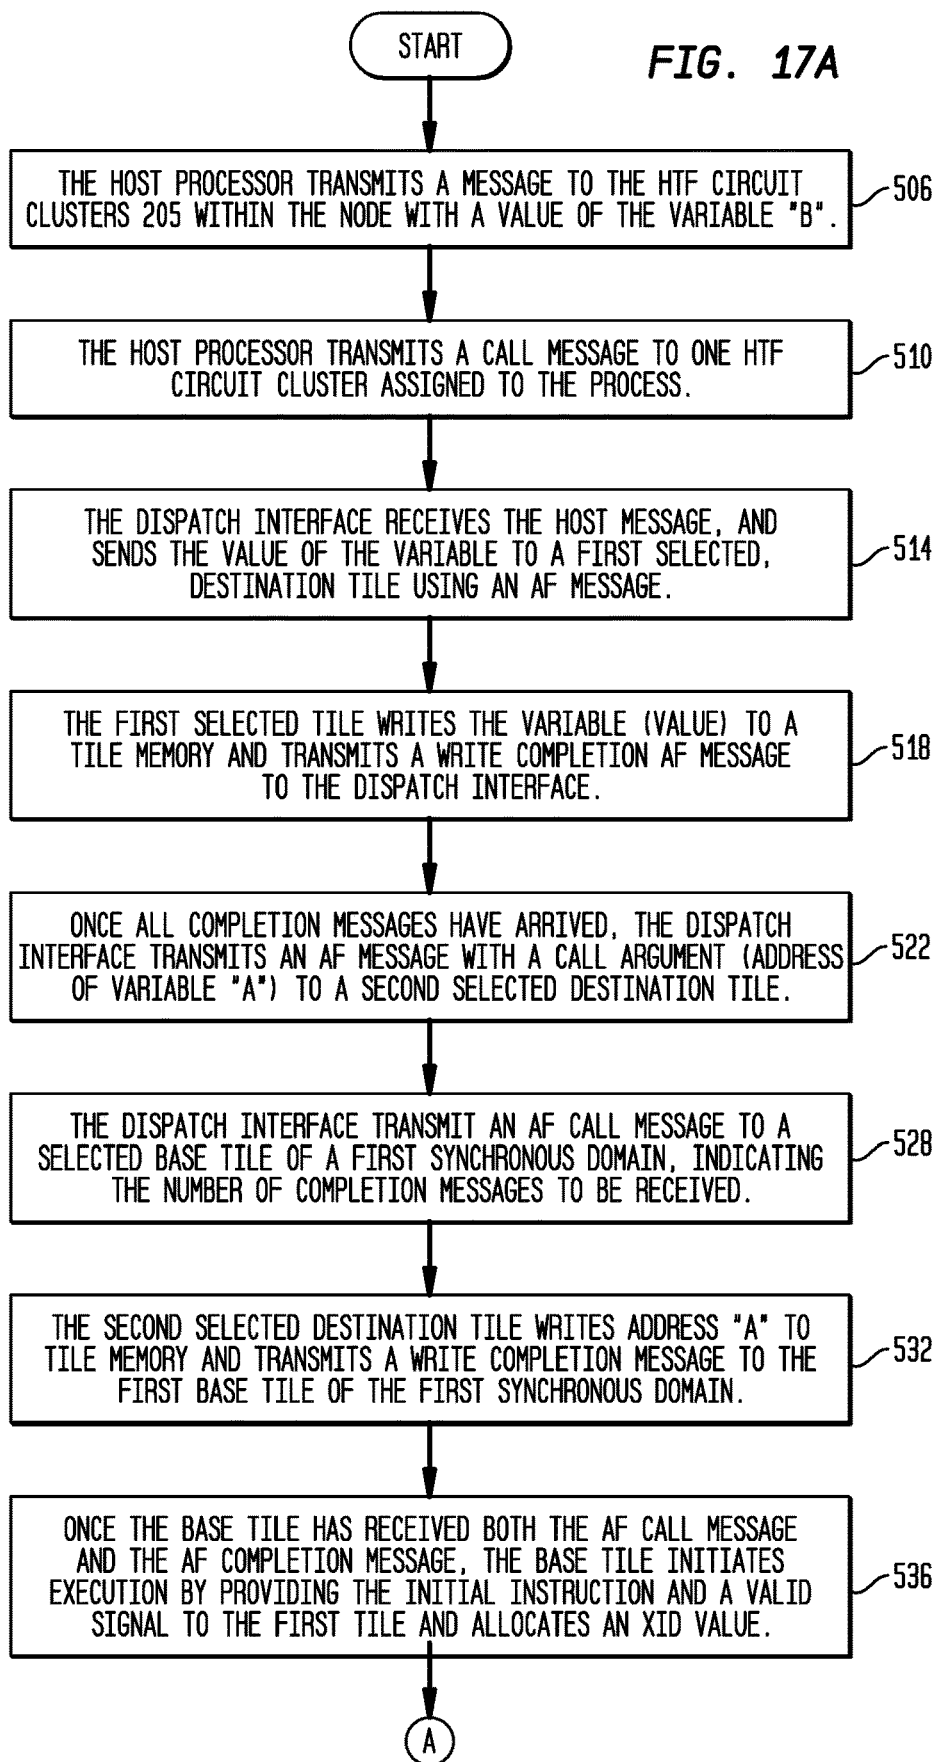 START
FIG. 17A
THE HOST PROCESSOR TRANSMITS A MESSAGE TO THE HTF CIRCUIT
CLUSTERS 205 WITHIN THE NODE WITH A VALUE OF THE VARIABLE "B".
506
THE HOST PROCESSOR TRANSMITS A CALL MESSAGE TO ONE HTF
CIRCUIT CLUSTER ASSIGNED TO THE PROCESS.
510
THE DISPATCH INTERFACE RECEIVES THE HOST MESSAGE, AND
SENDS THE VALUE OF THE VARIABLE TO A FIRST SELECTED,
DESTINATION TILE USING AN AF MESSAGE.
514
THE FIRST SELECTED TILE WRITES THE VARIABLE (VALUE) TO A
TILE MEMORY AND TRANSMITS A WRITE COMPLETION AF MESSAGE
TO THE DISPATCH INTERFACE.
518
ONCE ALL COMPLETION MESSAGES HAVE ARRIVED, THE DISPATCH
INTERFACE TRANSMITS AN AF MESSAGE WITH A CALL ARGUMENT (ADDRESS
OF VARIABLE "A") TO A SECOND SELECTED DESTINATION TILE.
522
THE DISPATCH INTERFACE TRANSMIT AN AF CALL MESSAGE TO A
SELECTED BASE TILE OF A FIRST SYNCHRONOUS DOMAIN, INDICATING
THE NUMBER OF COMPLETION MESSAGES TO BE RECEIVED.
528
THE SECOND SELECTED DESTINATION TILE WRITES ADDRESS "A" TO
TILE MEMORY AND TRANSMITS A WRITE COMPLETION MESSAGE TO THE
FIRST BASE TILE OF THE FIRST SYNCHRONOUS DOMAIN.
532
ONCE THE BASE TILE HAS RECEIVED BOTH THE AF CALL MESSAGE
AND THE AF COMPLETION MESSAGE, THE BASE TILE INITIATES
EXECUTION BY PROVIDING THE INITIAL INSTRUCTION AND A VALID
SIGNAL TO THE FIRST TILE AND ALLOCATES AN XID VALUE.
536
A